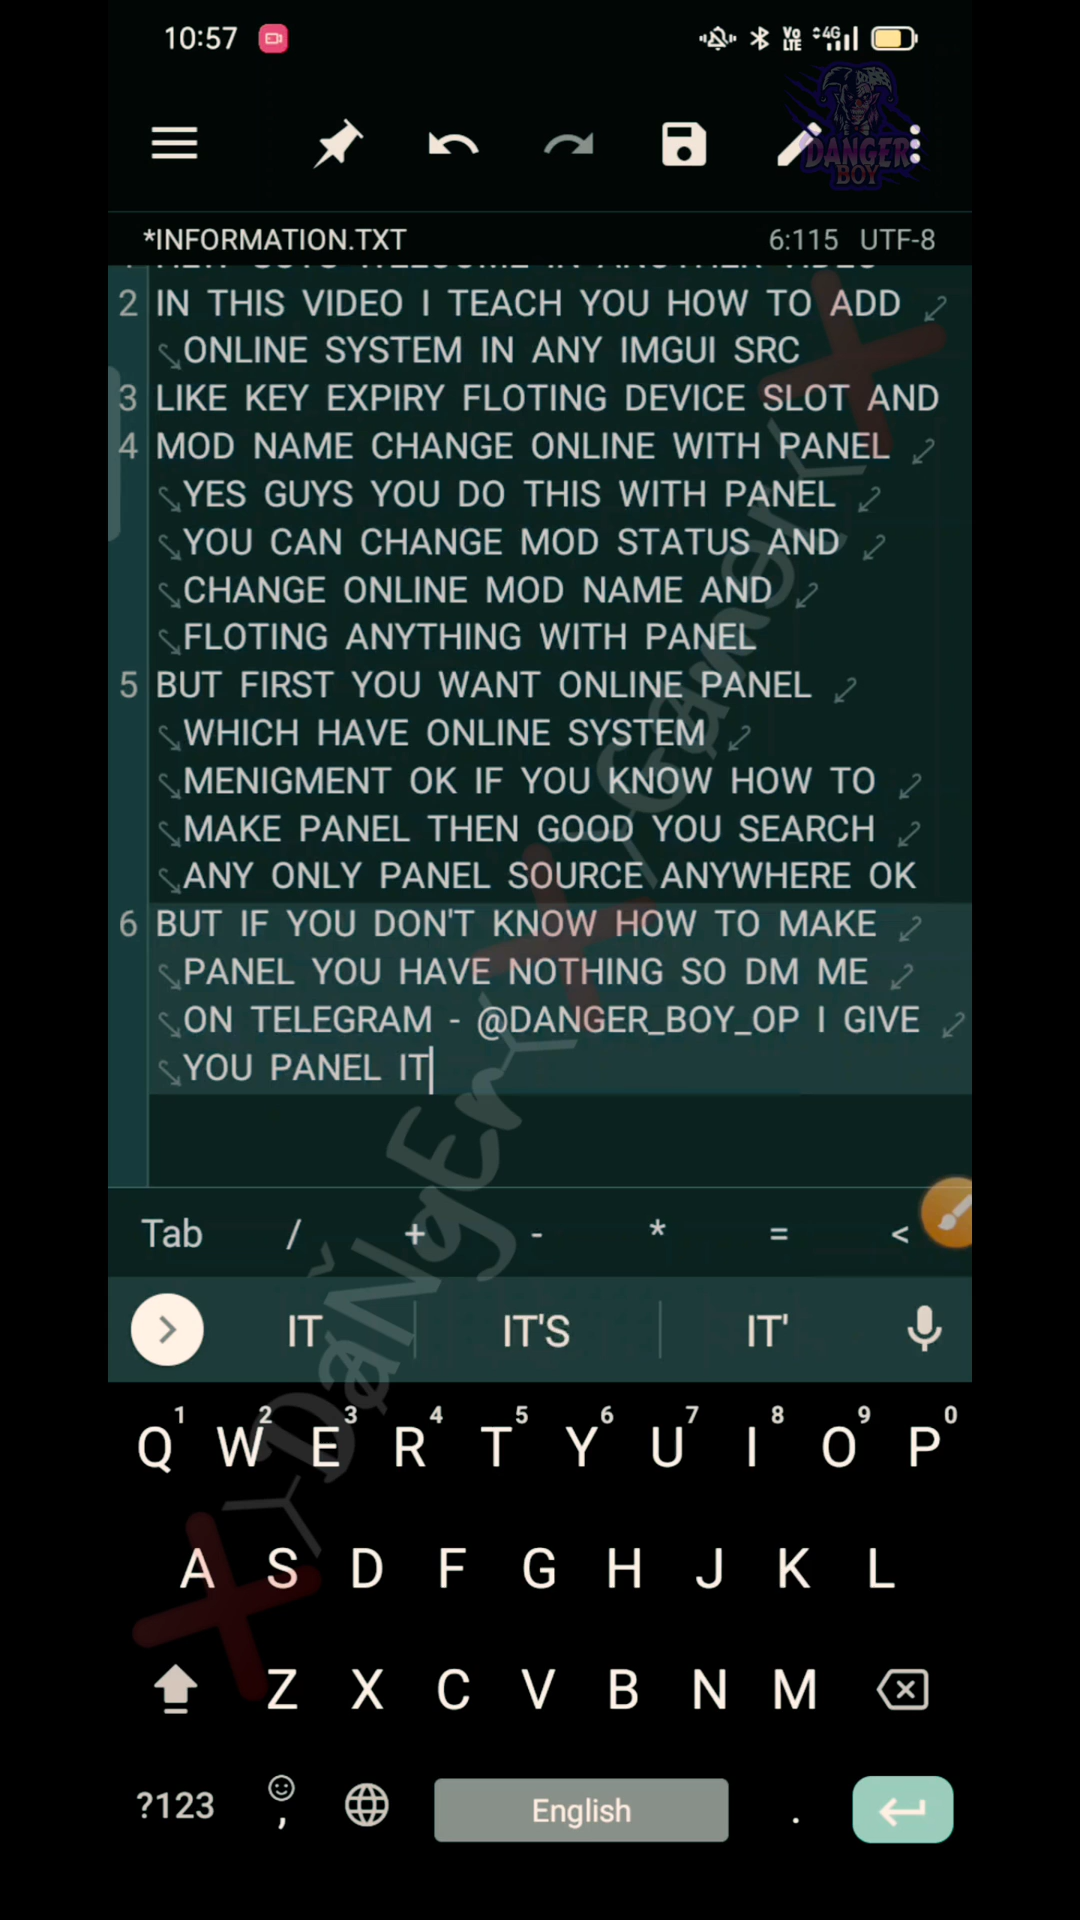 10:57
Vo LTE 4G
DANGER
BOY
*INFORMATION.TXT 6:115 UTF-8
2 IN THIS VIDEO I TEACH YOU HOW TO ADD
ONLINE SYSTEM IN ANY IMGUI SRC
3 LIKE KEY EXPIRY FLOTING DEVICE SLOT AND
4 MOD NAME CHANGE ONLINE WITH PANEL
YES GUYS YOU DO THIS WITH PANEL
YOU CAN CHANGE MOD STATUS AND
CHANGE ONLINE MOD NAME AND
FLOTING ANYTHING WITH PANEL
5 BUT FIRST YOU WANT ONLINE PANEL
WHICH HAVE ONLINE SYSTEM
MENIGMENT OK IF YOU KNOW HOW TO
MAKE PANEL THEN GOOD YOU SEARCH
ANY ONLY PANEL SOURCE ANYWHERE OK
6 BUT IF YOU DON'T KNOW HOW TO MAKE
PANEL YOU HAVE NOTHING SO DM ME
ON TELEGRAM - @DANGER_BOY_OP I GIVE
YOU PANEL IT
Tab / + - * = <
IT IT'S IT'
1 2 3 4 5 6 7 8 9 0
Q W E R T Y U I O P
A S D F G H J K L
Z X C V B N M
?123 , English .